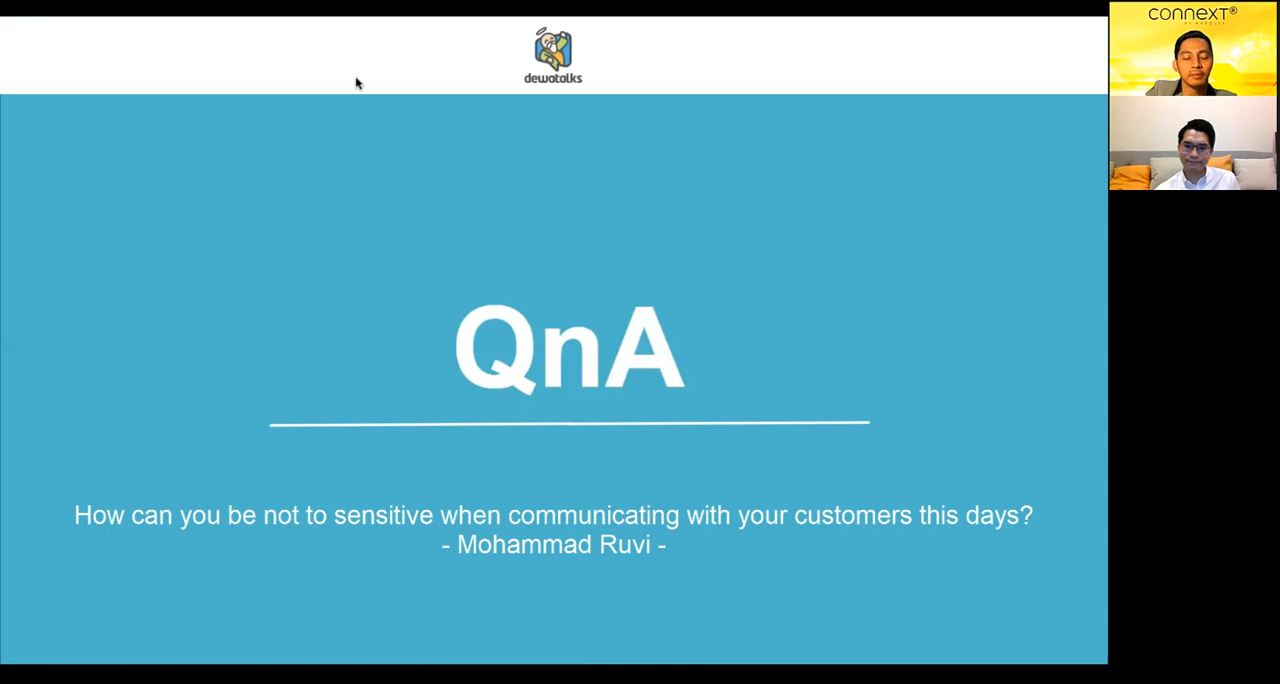 dewatalks
connexT®
QnA
How can you be not to sensitive when communicating with your customers this days?
- Mohammad Ruvi -